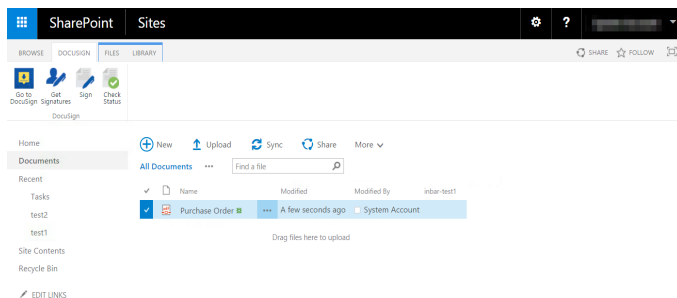 SharePoint Sites ?
BROWSE DOCUSIGN FILES LIBRARY SHARE FOLLOW
Go to DocuSign
Get Signatures
Sign
Check Status
DocuSign
Home
Documents
Recent
Tasks
test2
test1
Site Contents
Recycle Bin
EDIT LINKS
New Upload Sync Share More
All Documents ••• Find a file
Name Modified Modified By inbar-test1
Purchase Order ••• A few seconds ago System Account
Drag files here to upload